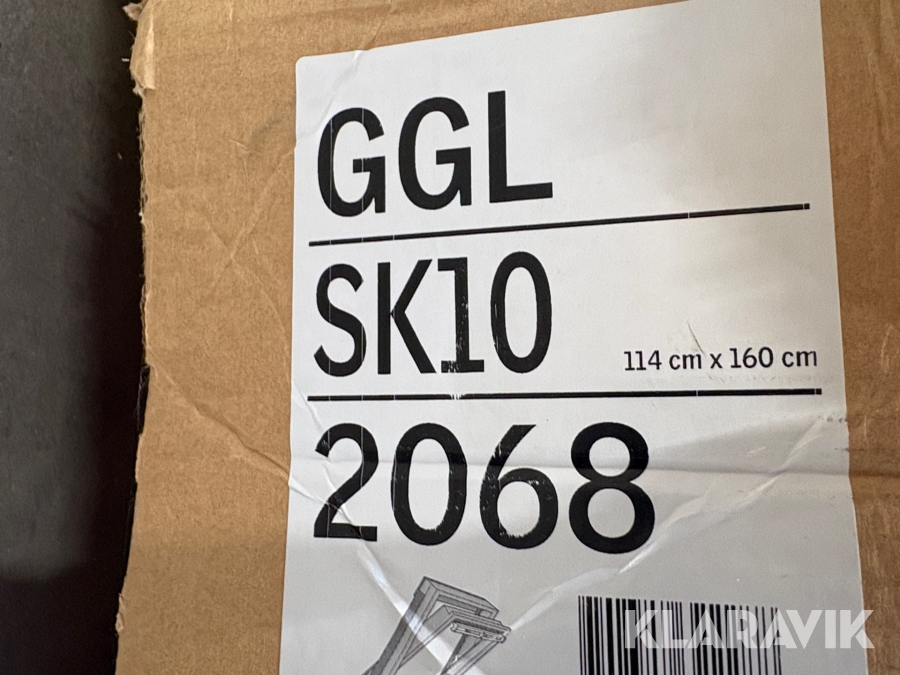 GGL
SK10
114 cm x 160 cm
2068
KLARAVIK